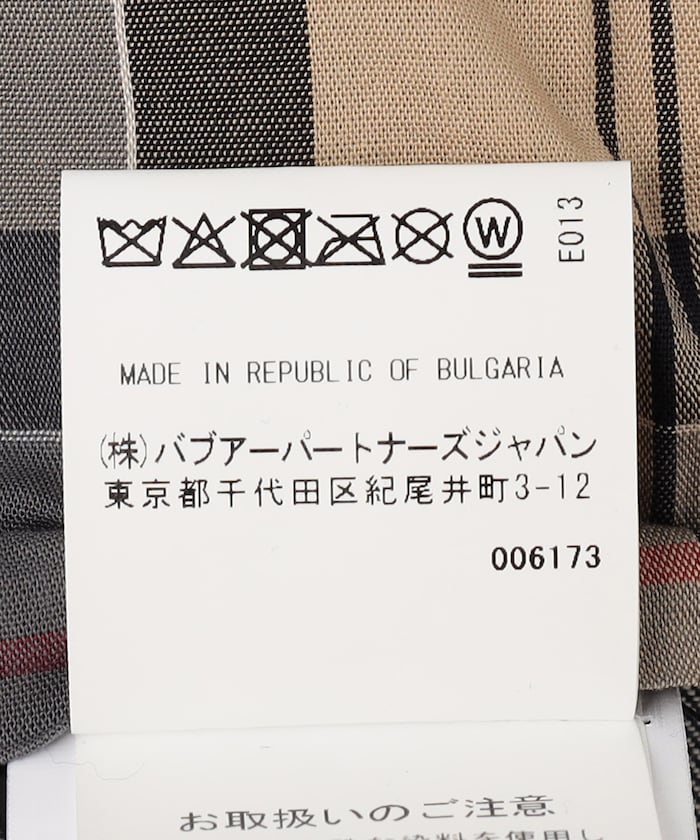 W
E013
MADE IN REPUBLIC OF BULGARIA
(株)バブアーパートナーズジャパン
東京都千代田区紀尾井町3-12
006173
お取扱いのご注意